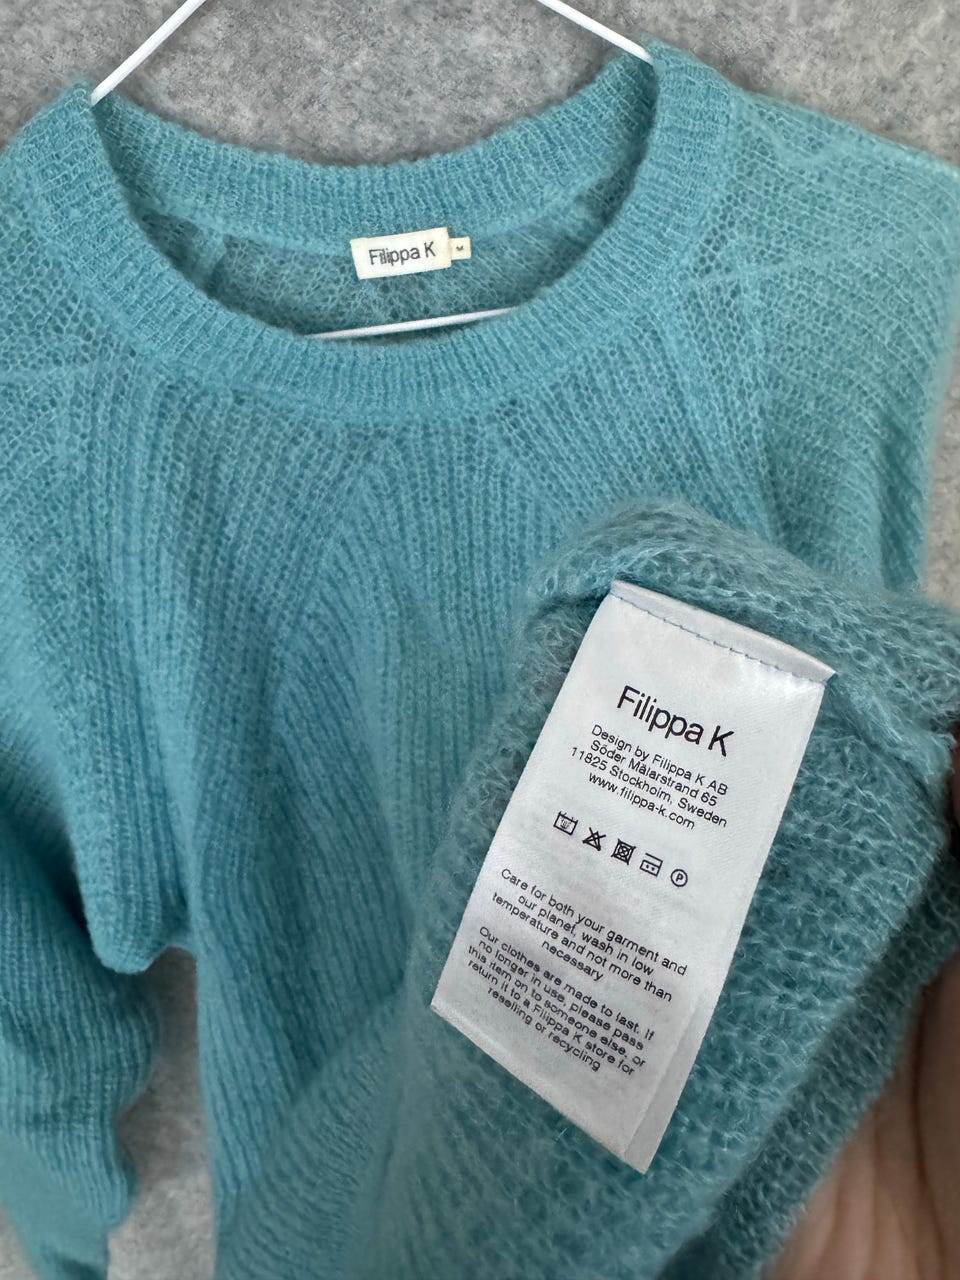 Filippa K
M
Filippa K
Design by Filippa K AB
Söder Mälarstrand 65
11825 Stockholm, Sweden
www.filippa-k.com
P
Care for both your garment and
our planet, wash in low
temperature and not more than
necessary
Our clothes are made to last. If
no longer in use, please pass
this item on to someone else, or
return it to a Filippa K store for
reselling or recycling